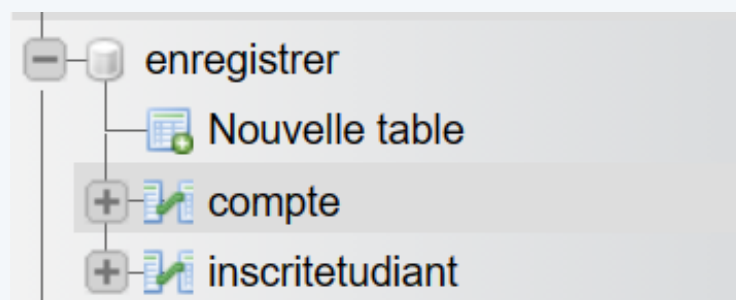 enregistrer
Nouvelle table
compte
inscritetudiant